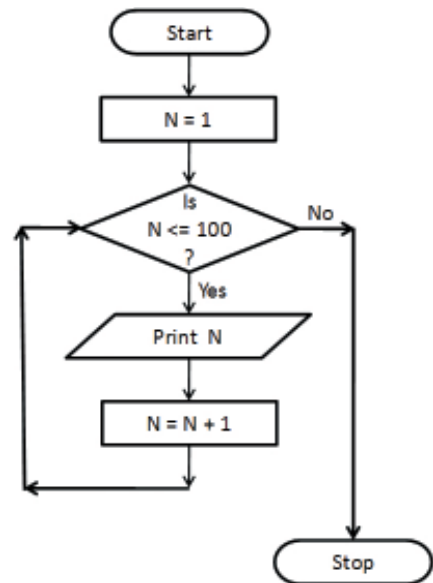 Start
N = 1
Is
N <= 100
?
No
Yes
Print N
N = N + 1
Stop